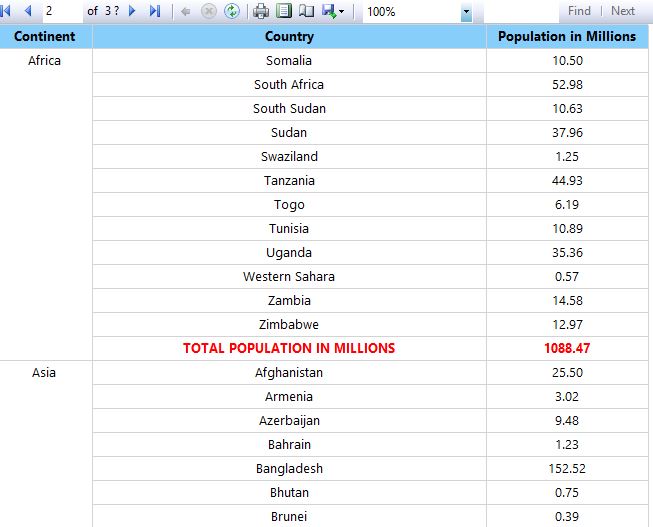 2 of 3 ? 100% Find | Next
Continent Country Population in Millions
Africa Somalia 10.50
South Africa 52.98
South Sudan 10.63
Sudan 37.96
Swaziland 1.25
Tanzania 44.93
Togo 6.19
Tunisia 10.89
Uganda 35.36
Western Sahara 0.57
Zambia 14.58
Zimbabwe 12.97
TOTAL POPULATION IN MILLIONS 1088.47
Asia Afghanistan 25.50
Armenia 3.02
Azerbaijan 9.48
Bahrain 1.23
Bangladesh 152.52
Bhutan 0.75
Brunei 0.39